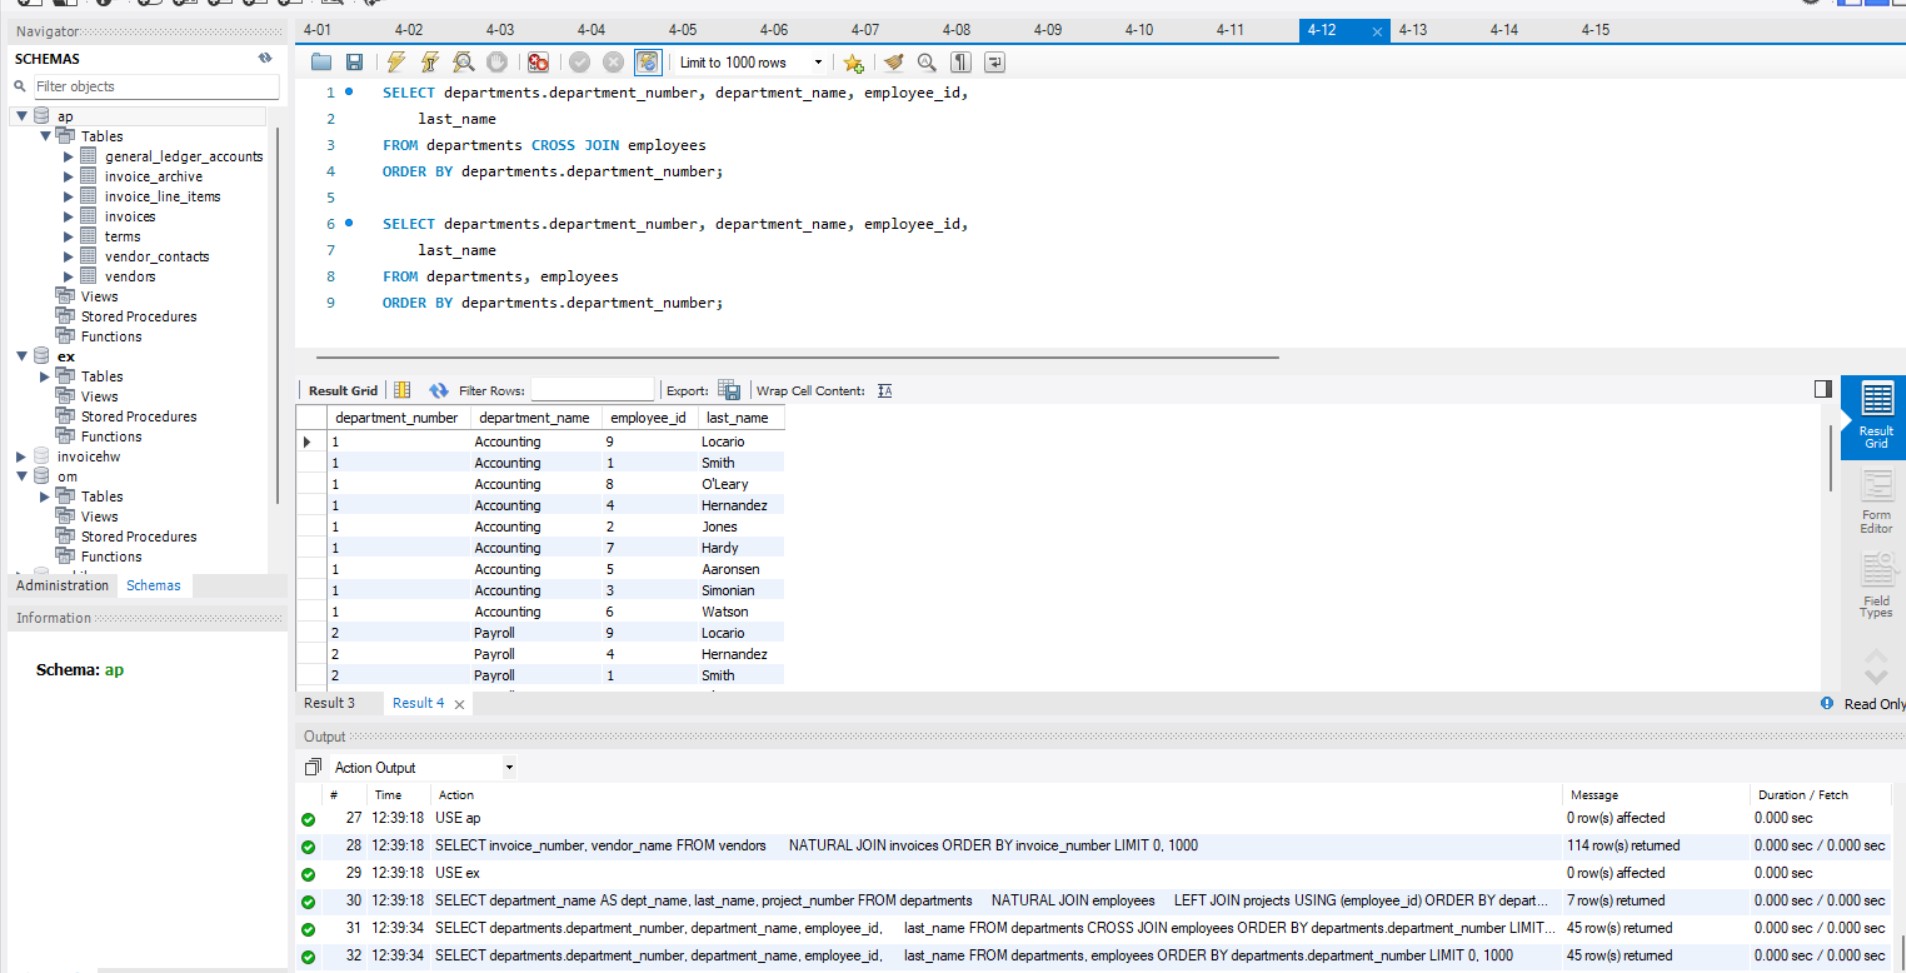 Navigator
SCHEMAS
Filter objects
ap
Tables
general_ledger_accounts
invoice_archive
invoice_line_items
invoices
terms
vendor_contacts
vendors
Views
Stored Procedures
Functions
ex
Tables
Views
Stored Procedures
Functions
invoicehw
om
Tables
Views
Stored Procedures
Functions
Administration Schemas
Information
Schema: ap
4-01 4-02 4-03 4-04 4-05 4-06 4-07 4-08 4-09 4-10 4-11 4-12 4-13 4-14 4-15
Limit to 1000 rows
1 SELECT departments.department_number, department_name, employee_id,
2 last_name
3 FROM departments CROSS JOIN employees
4 ORDER BY departments.department_number;
5
6 SELECT departments.department_number, department_name, employee_id,
7 last_name
8 FROM departments, employees
9 ORDER BY departments.department_number;
Result Grid Filter Rows: Export: Wrap Cell Content:
department_number department_name employee_id last_name
1 Accounting 9 Locario
1 Accounting 1 Smith
1 Accounting 8 O'Leary
1 Accounting 4 Hernandez
1 Accounting 2 Jones
1 Accounting 7 Hardy
1 Accounting 5 Aaronsen
1 Accounting 3 Simonian
1 Accounting 6 Watson
2 Payroll 9 Locario
2 Payroll 4 Hernandez
2 Payroll 1 Smith
Result
Grid
Form
Editor
Field
Types
Result 3 Result 4 Read Only
Output
Action Output
# Time Action Message Duration / Fetch
27 12:39:18 USE ap 0 row(s) affected 0.000 sec
28 12:39:18 SELECT invoice_number, vendor_name FROM vendors NATURAL JOIN invoices ORDER BY invoice_number LIMIT 0, 1000 114 row(s) returned 0.000 sec / 0.000 sec
29 12:39:18 USE ex 0 row(s) affected 0.000 sec
30 12:39:18 SELECT department_name AS dept_name, last_name, project_number FROM departments NATURAL JOIN employees LEFT JOIN projects USING (employee_id) ORDER BY depart... 7 row(s) returned 0.000 sec / 0.000 sec
31 12:39:34 SELECT departments.department_number, department_name, employee_id, last_name FROM departments CROSS JOIN employees ORDER BY departments.department_number LIMIT... 45 row(s) returned 0.000 sec / 0.000 sec
32 12:39:34 SELECT departments.department_number, department_name, employee_id, last_name FROM departments, employees ORDER BY departments.department_number LIMIT 0, 1000 45 row(s) returned 0.000 sec / 0.000 sec